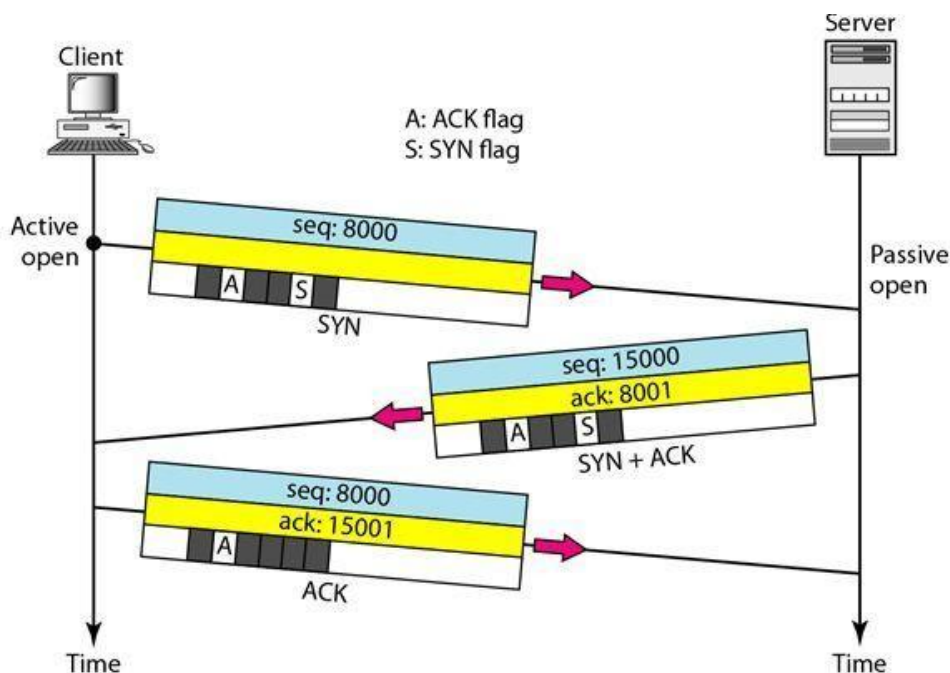 Client
Server
A: ACK flag
S: SYN flag
Active
open
Passive
open
seq: 8000
A S
SYN
seq: 15000
ack: 8001
A S
SYN + ACK
seq: 8000
ack: 15001
A
ACK
Time
Time